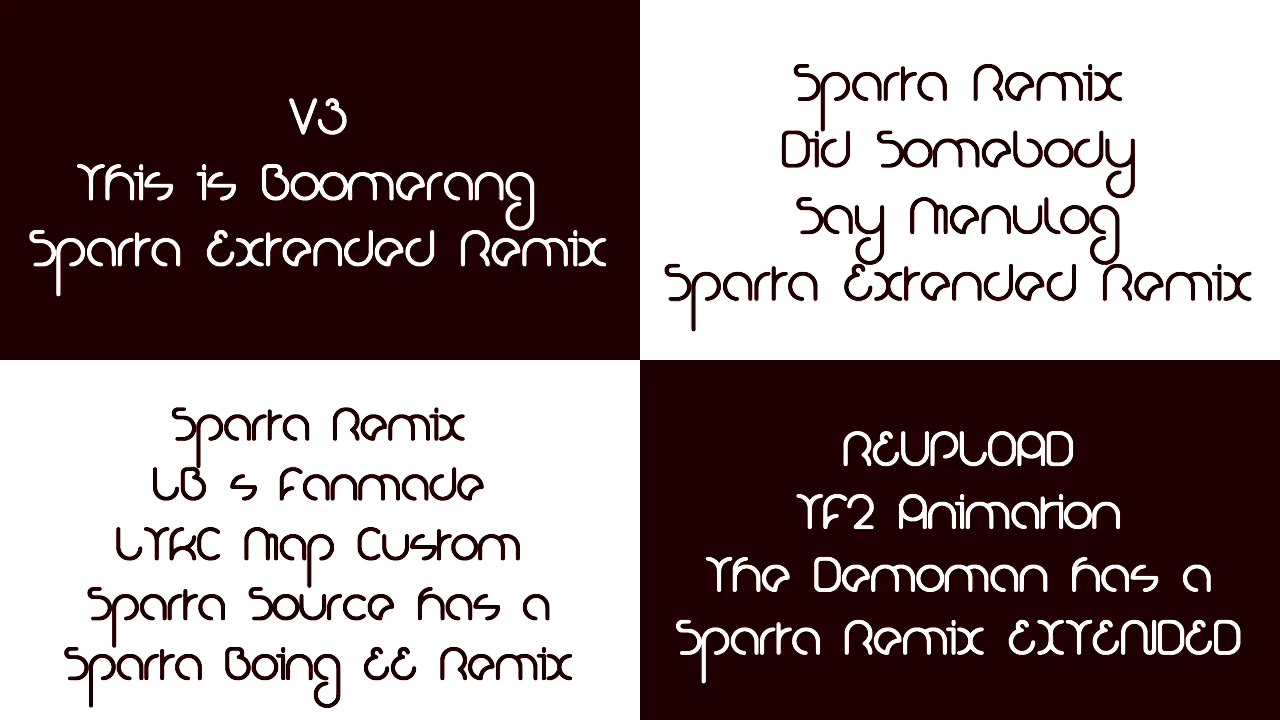 V3
This is Boomerang
Sparta Extended Remix
Sparta Remix
Did Somebody
Say Menulog
Sparta Extended Remix
Sparta Remix
LB s Fanmade
LTKC Map Custom
Sparta Source has a
Sparta Boing EE Remix
REUPLOAD
TF2 Animation
The Demoman has a
Sparta Remix EXTENDED